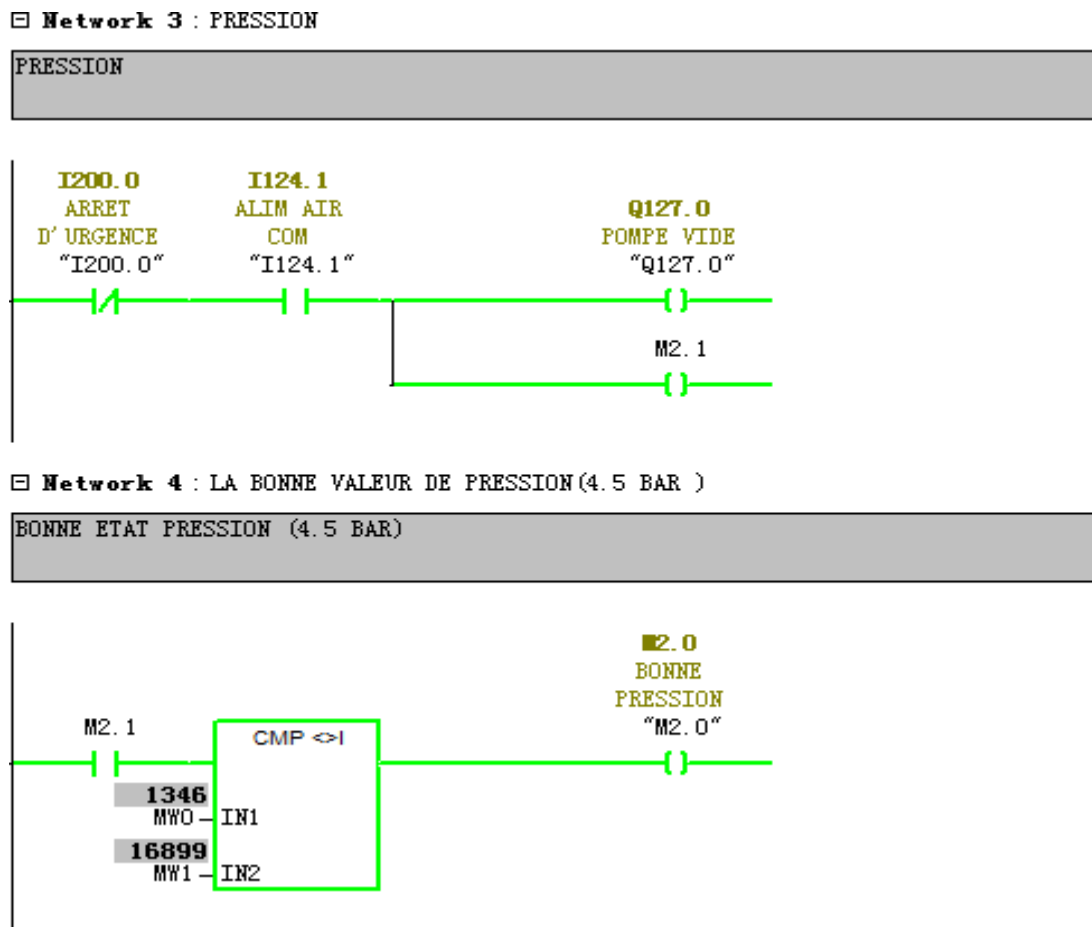 Network 3 : PRESSION
PRESSION
I200.0 I124.1
ARRET ALIM AIR Q127.0
D'URGENCE COM POMPE VIDE
"I200.0" "I124.1" "Q127.0"
M2.1
Network 4 : LA BONNE VALEUR DE PRESSION(4.5 BAR )
BONNE ETAT PRESSION (4.5 BAR)
M2.0
BONNE
PRESSION
M2.1 "M2.0"
CMP <>I
1346
MW0 IN1
16899
MW1 IN2